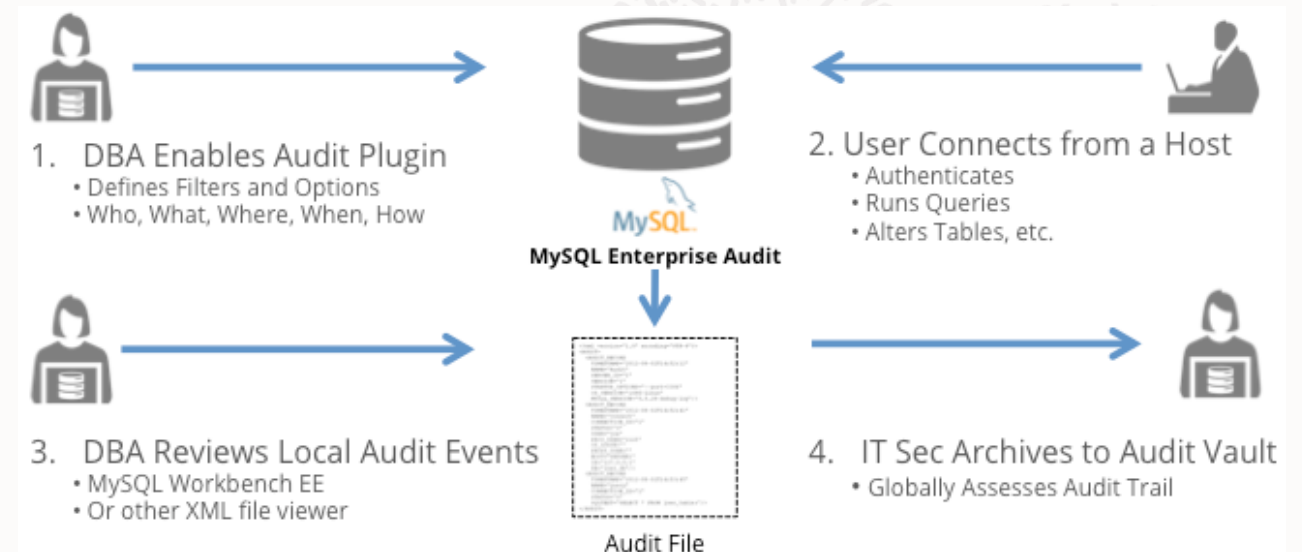 1. DBA Enables Audit Plugin
• Defines Filters and Options
• Who, What, Where, When, How
MySQL™
MySQL Enterprise Audit
2. User Connects from a Host
• Authenticates
• Runs Queries
• Alters Tables, etc.
3. DBA Reviews Local Audit Events
• MySQL Workbench EE
• Or other XML file viewer
Audit File
4. IT Sec Archives to Audit Vault
• Globally Assesses Audit Trail